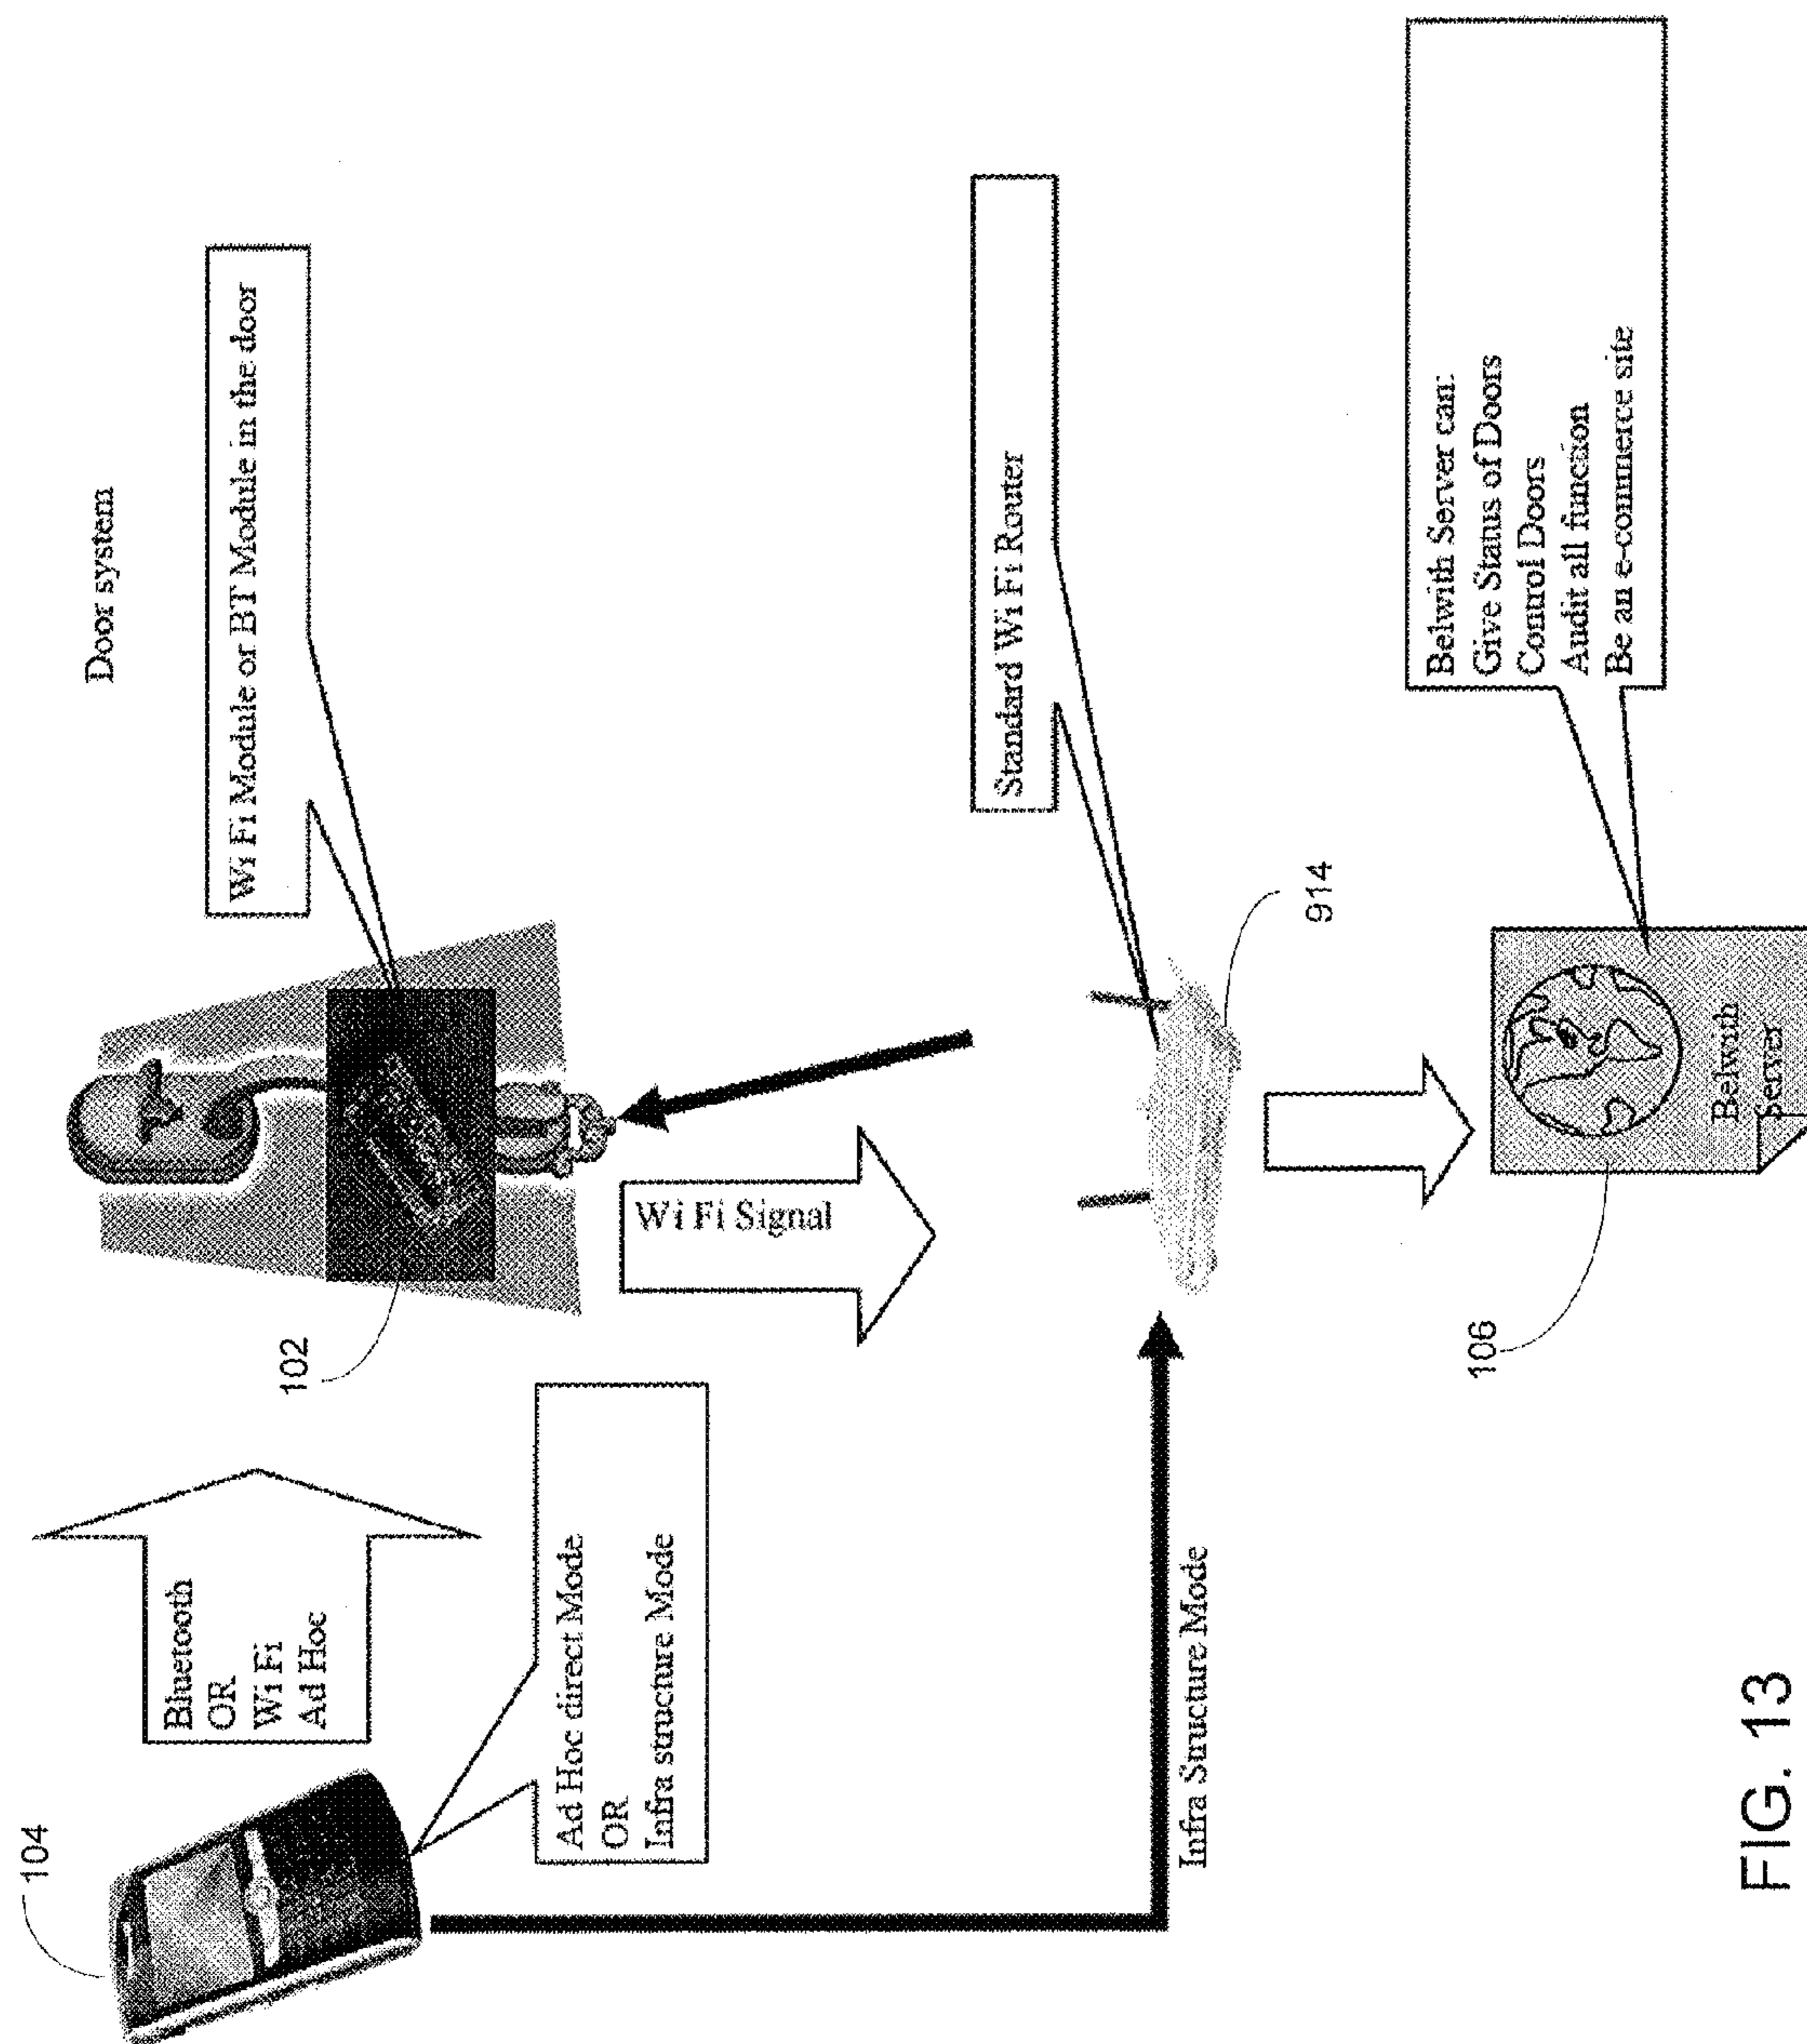 Door system
104
Bluetooth
OR
Wi Fi
Ad Hoc
102
Wi Fi Module or BT Module in the door
Ad Hoc direct Mode
OR
Infra structure Mode
Wi Fi Signal
Standard Wi Fi Router
Infra Structure Mode
914
106
Belwith
Server
Belwith Server can:
Give Status of Doors
Control Doors
Audit all function
Be an e-commerce site
FIG. 13